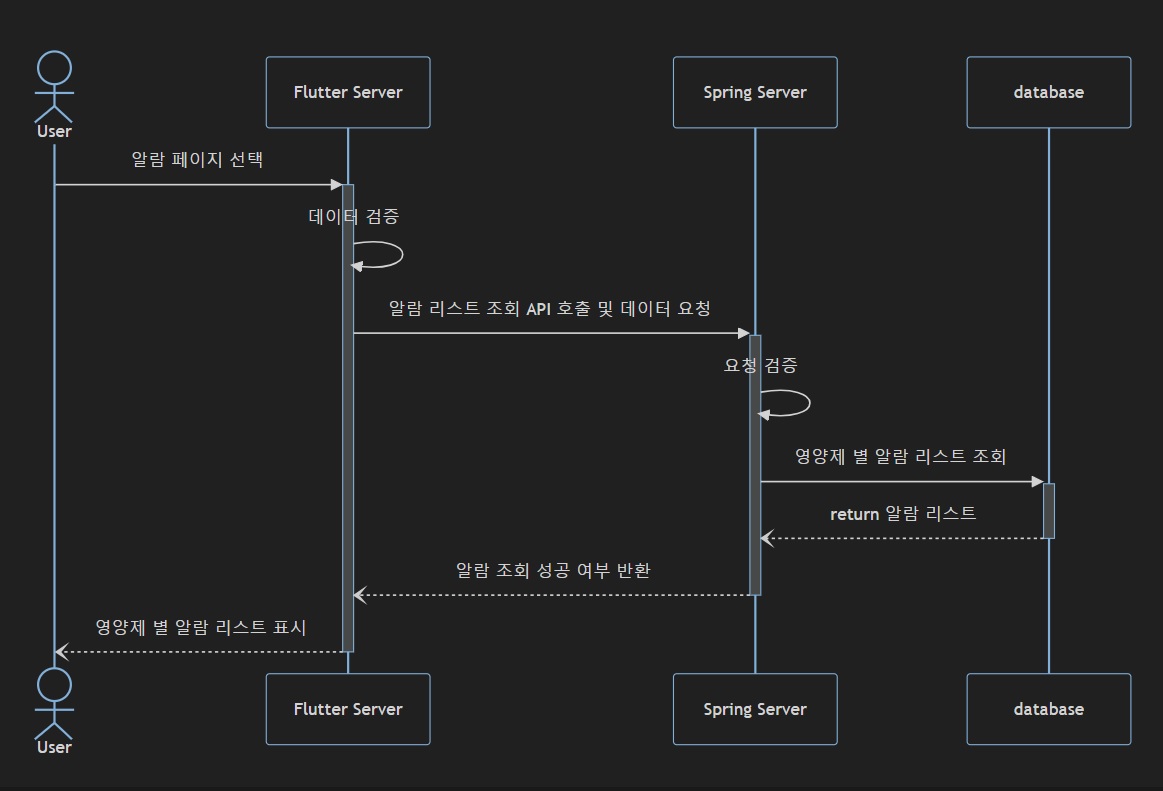 User
Flutter Server
Spring Server
database
알람 페이지 선택
데이터 검증
알람 리스트 조회 API 호출 및 데이터 요청
요청 검증
영양제 별 알람 리스트 조회
return 알람 리스트
알람 조회 성공 여부 반환
영양제 별 알람 리스트 표시
User
Flutter Server
Spring Server
database